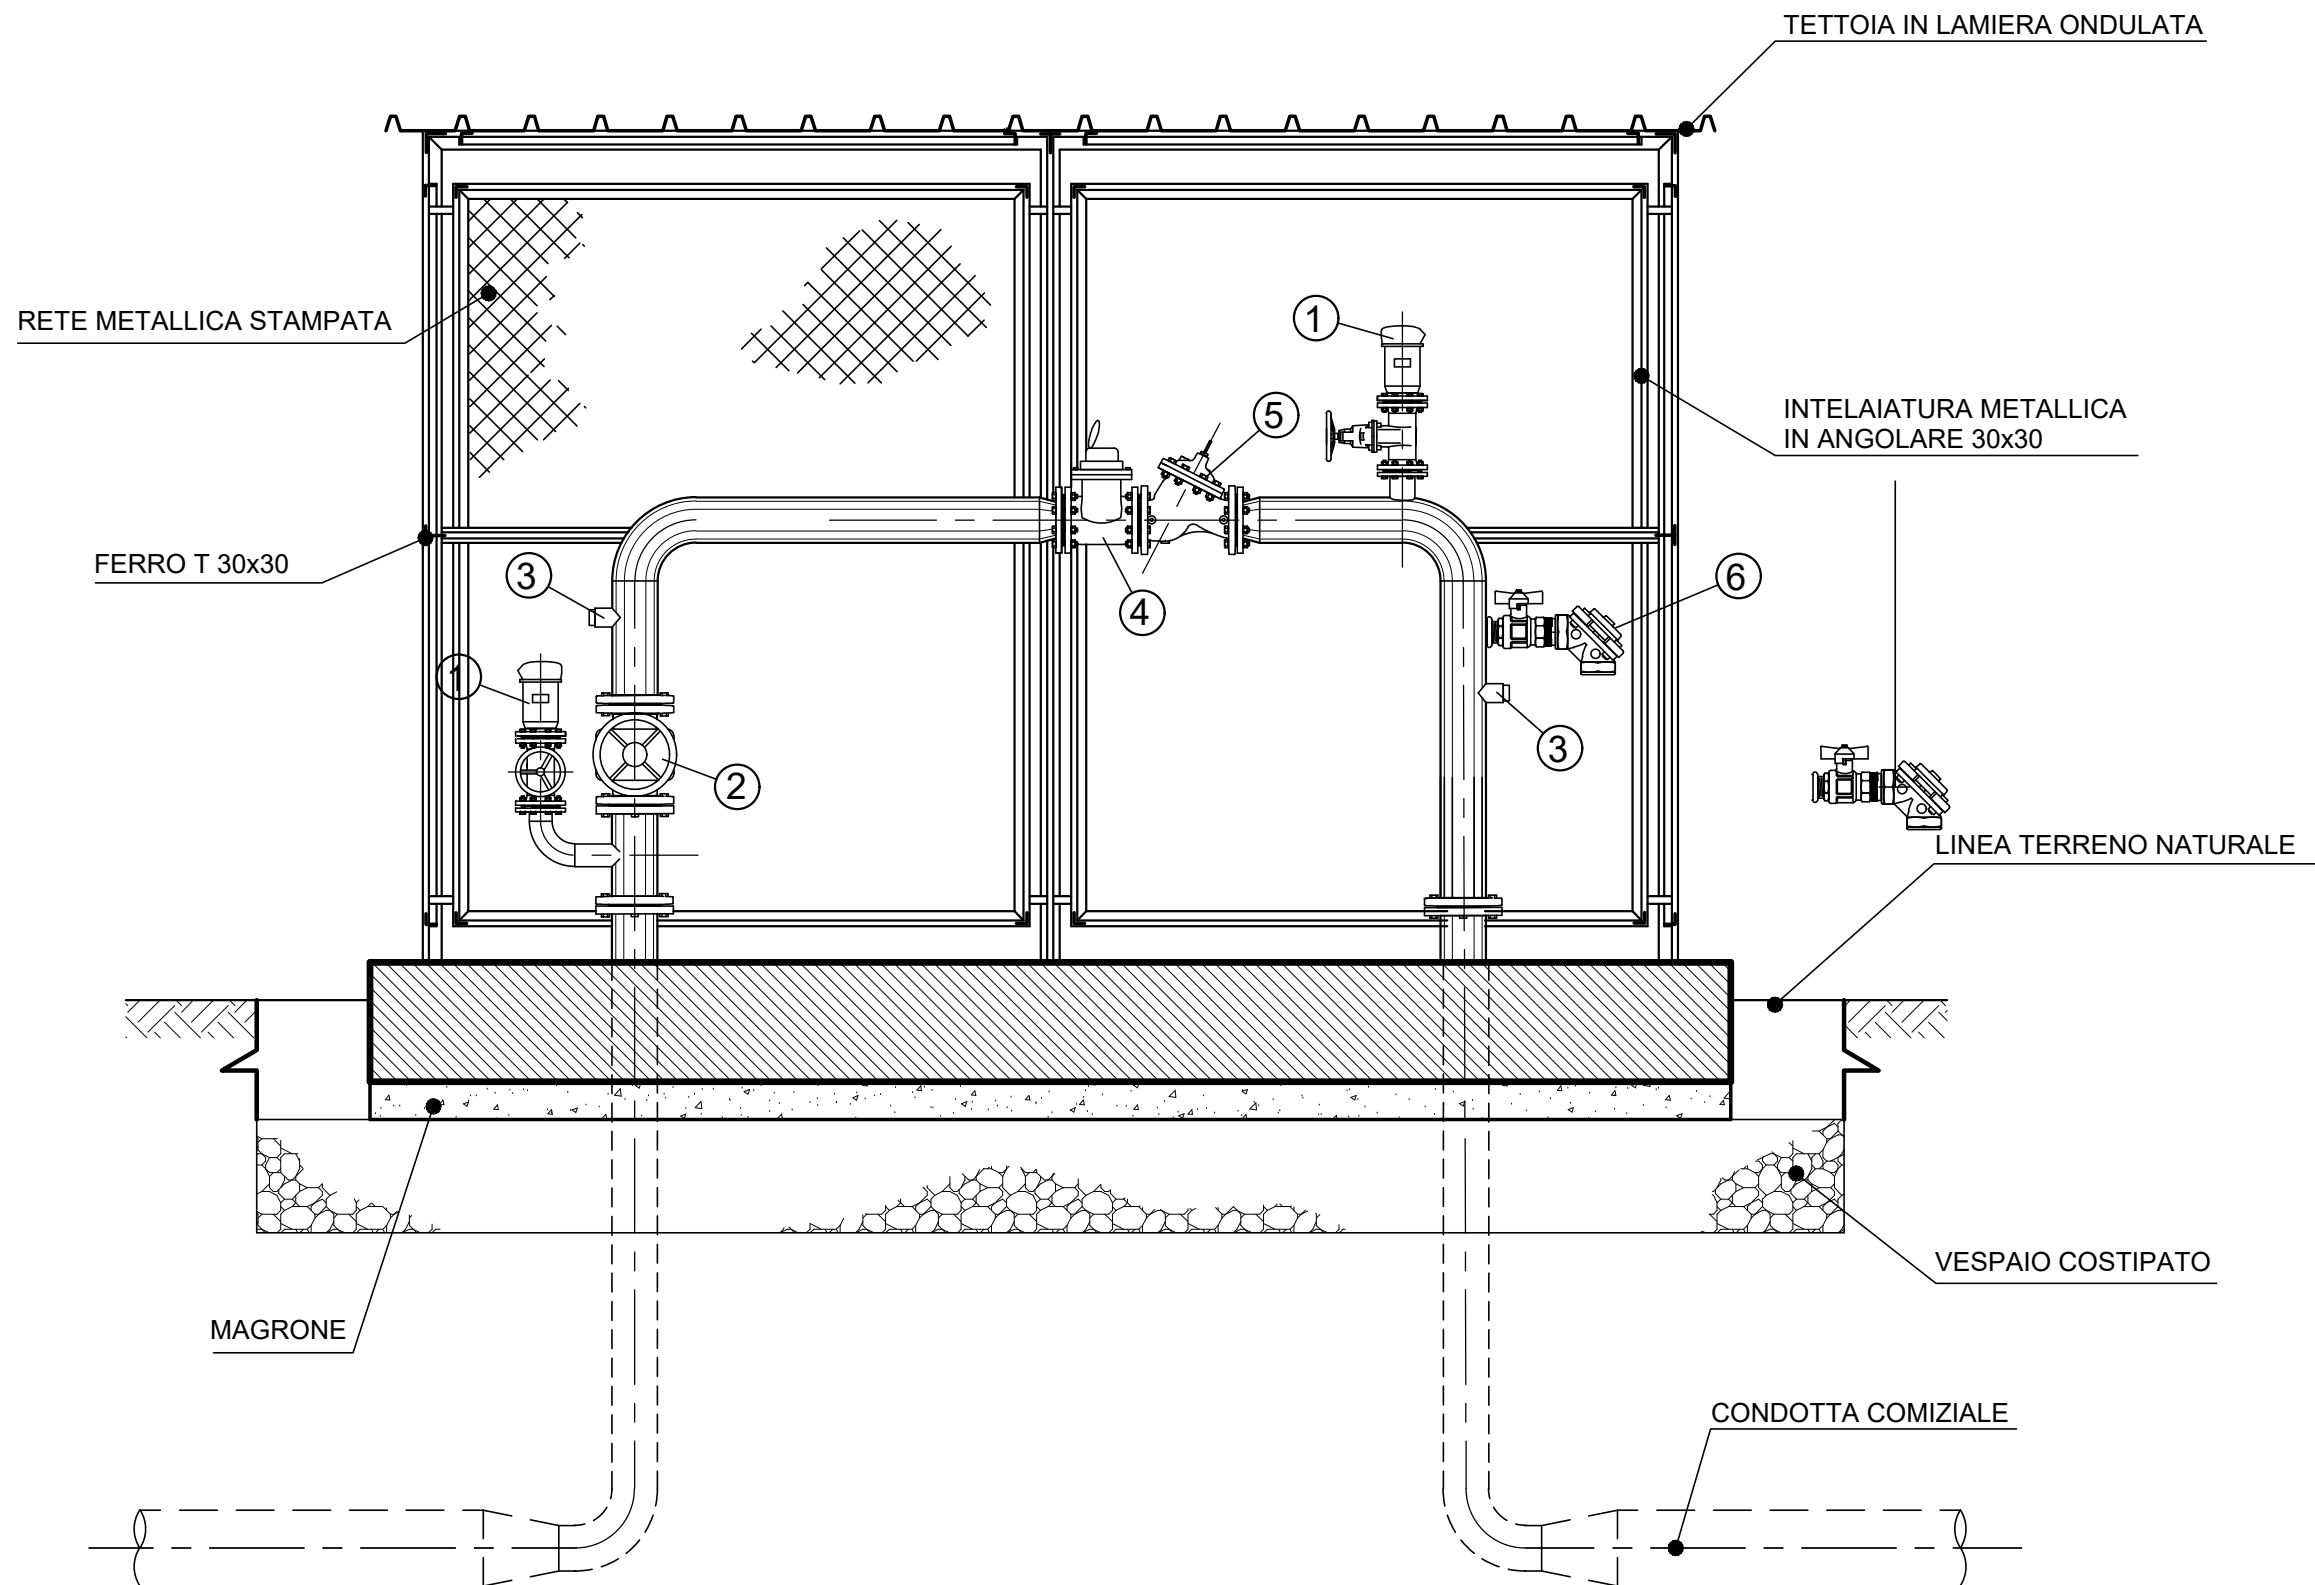 TETTOIA IN LAMIERA ONDULATA
RETE METALLICA STAMPATA
1
INTELAIATURA METALLICA
IN ANGOLARE 30x30
5
FERRO T 30x30
3
4
6
1
2
3
LINEA TERRENO NATURALE
VESPAIO COSTIPATO
MAGRONE
CONDOTTA COMIZIALE